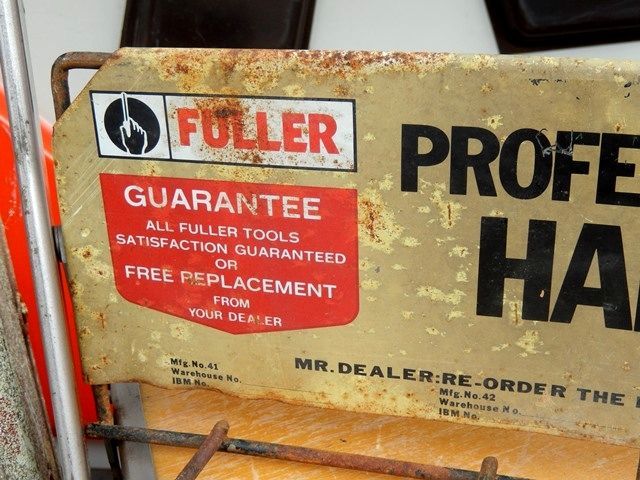 FULLER
PROFE
HA
GUARANTEE
ALL FULLER TOOLS
SATISFACTION GUARANTEED
OR
FREE REPLACEMENT
FROM
YOUR DEALER
MR. DEALER: RE-ORDER THE
Mfg. No. 41
Warehouse No.
IBM No.
Mfg. No. 42
Warehouse No.
IBM No.